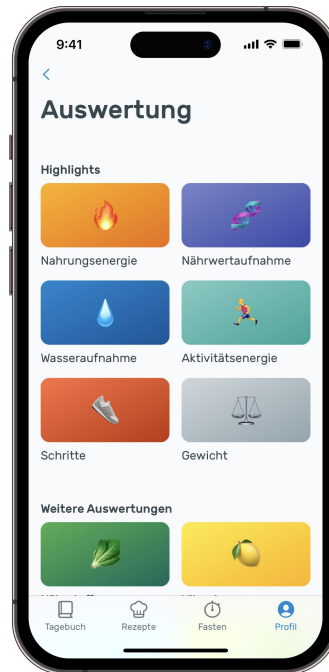 9:41
Auswertung
Highlights
Nahrungsenergie Nährwertaufnahme
Wasseraufnahme Aktivitätsenergie
Schritte Gewicht
Weitere Auswertungen
Tagebuch Rezepte Fasten Profil